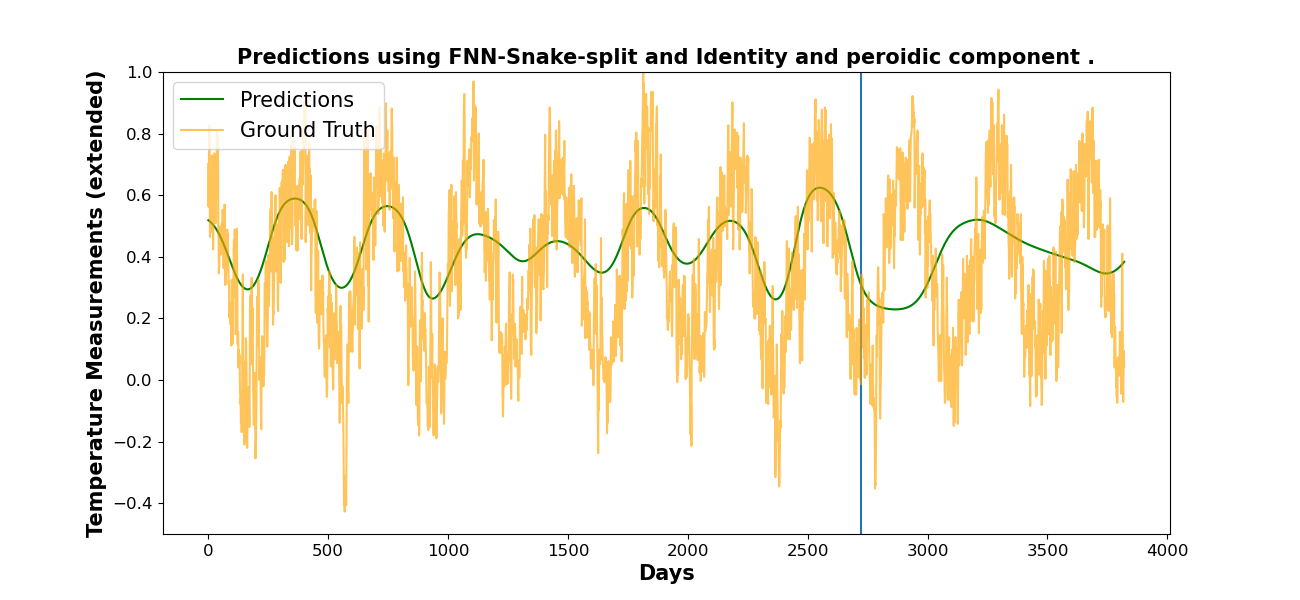 Predictions using FNN-Snake-split and Identity and peroidic component .
Temperature Measurements (extended)
1.0
0.8
0.6
0.4
0.2
0.0
−0.2
−0.4
Predictions
Ground Truth
0 500 1000 1500 2000 2500 3000 3500 4000
Days